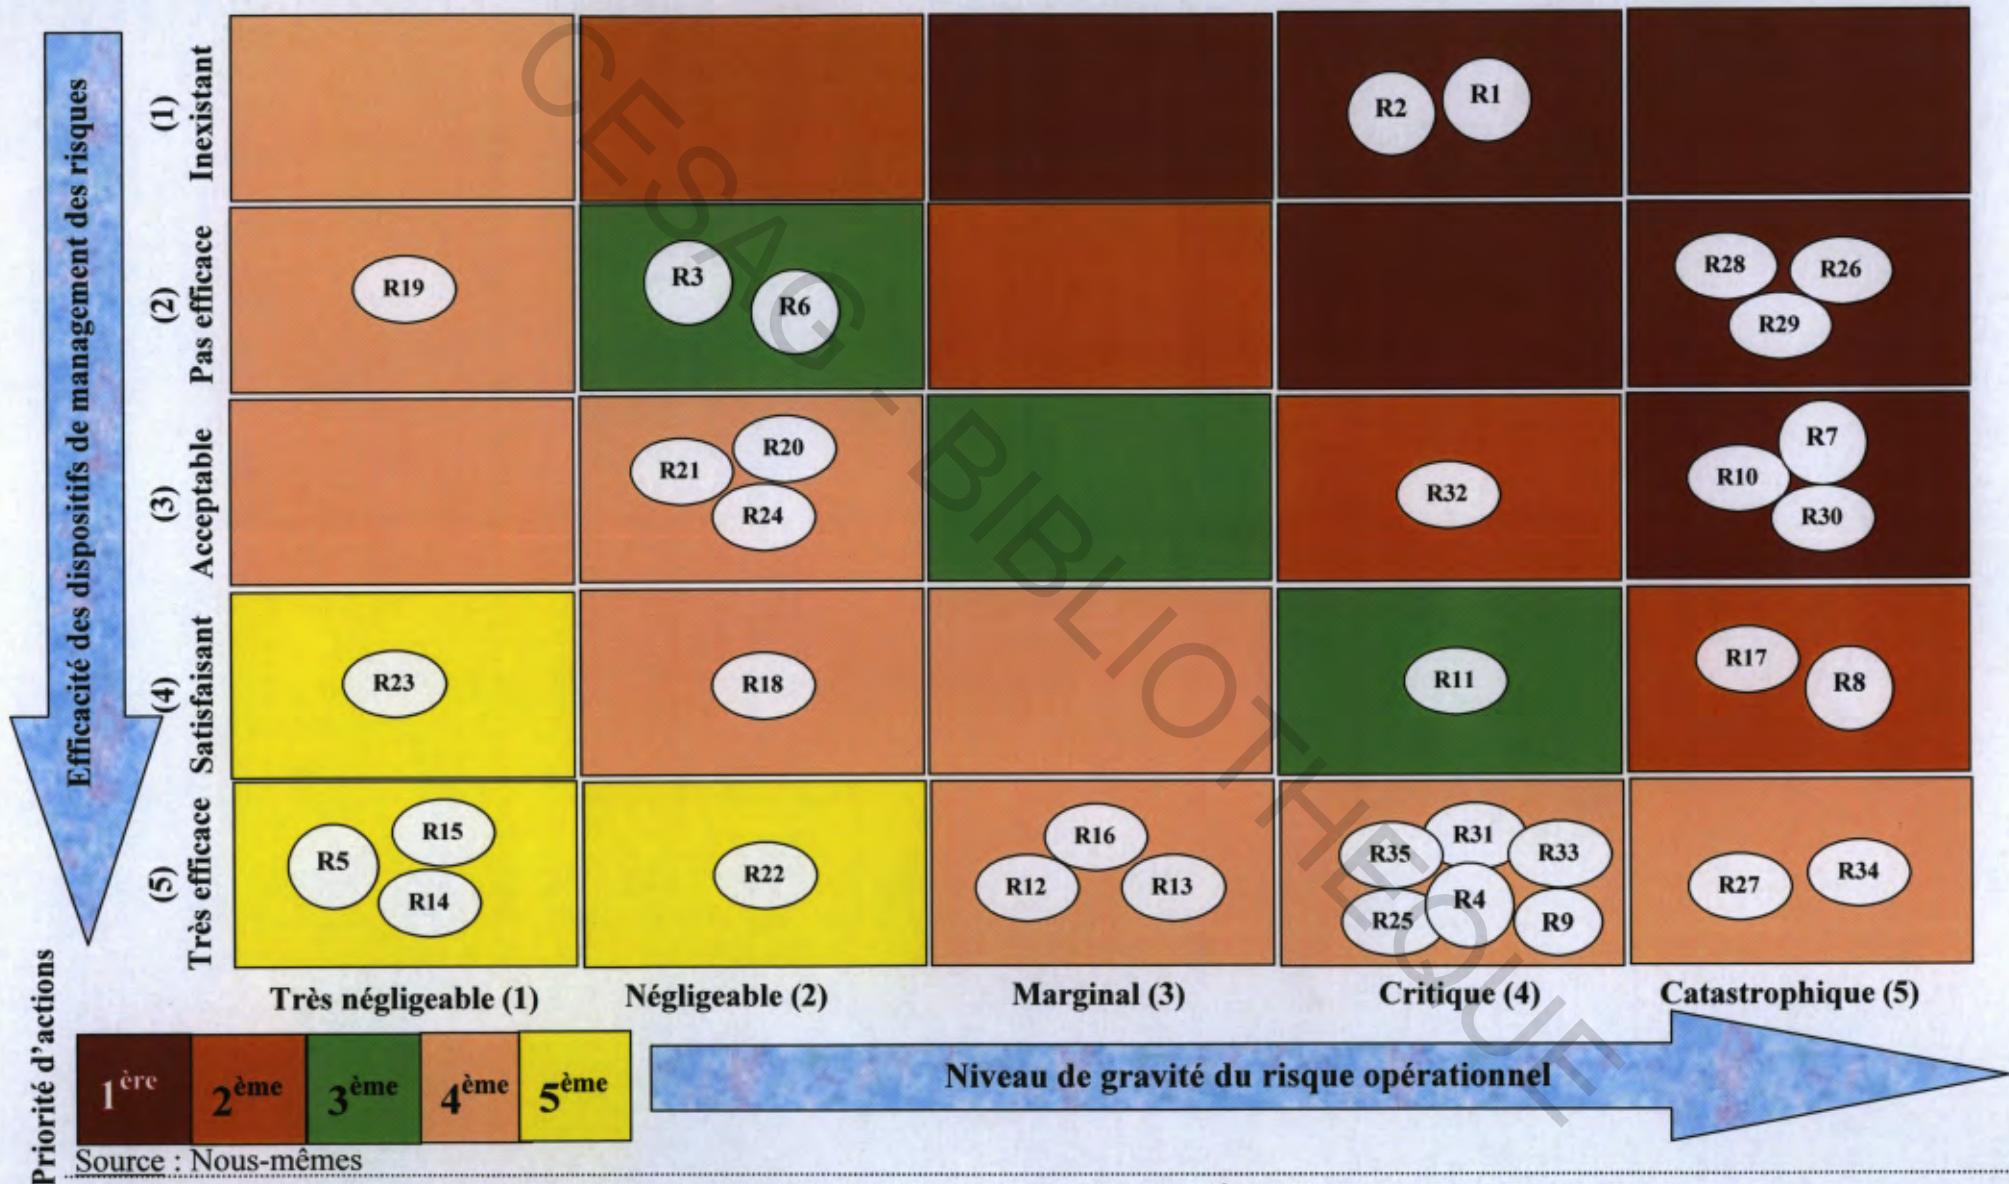 Efficacité des dispositifs de management des risques
(1)
Inexistant
R2
R1
(2)
Pas efficace
R19
R3
R6
R28
R26
R29
(3)
Acceptable
R21
R20
R24
R32
R7
R10
R30
(4)
Satisfaisant
R23
R18
R11
R17
R8
(5)
Très efficace
R5
R15
R14
R22
R16
R12
R13
R35
R31
R33
R25
R4
R9
R27
R34
Très négligeable (1)
Négligeable (2)
Marginal (3)
Critique (4)
Catastrophique (5)
Priorité d'actions
1ère
2ème
3ème
4ème
5ème
Niveau de gravité du risque opérationnel
Source : Nous-mêmes
CESAG - BIBLIOTHEQUE